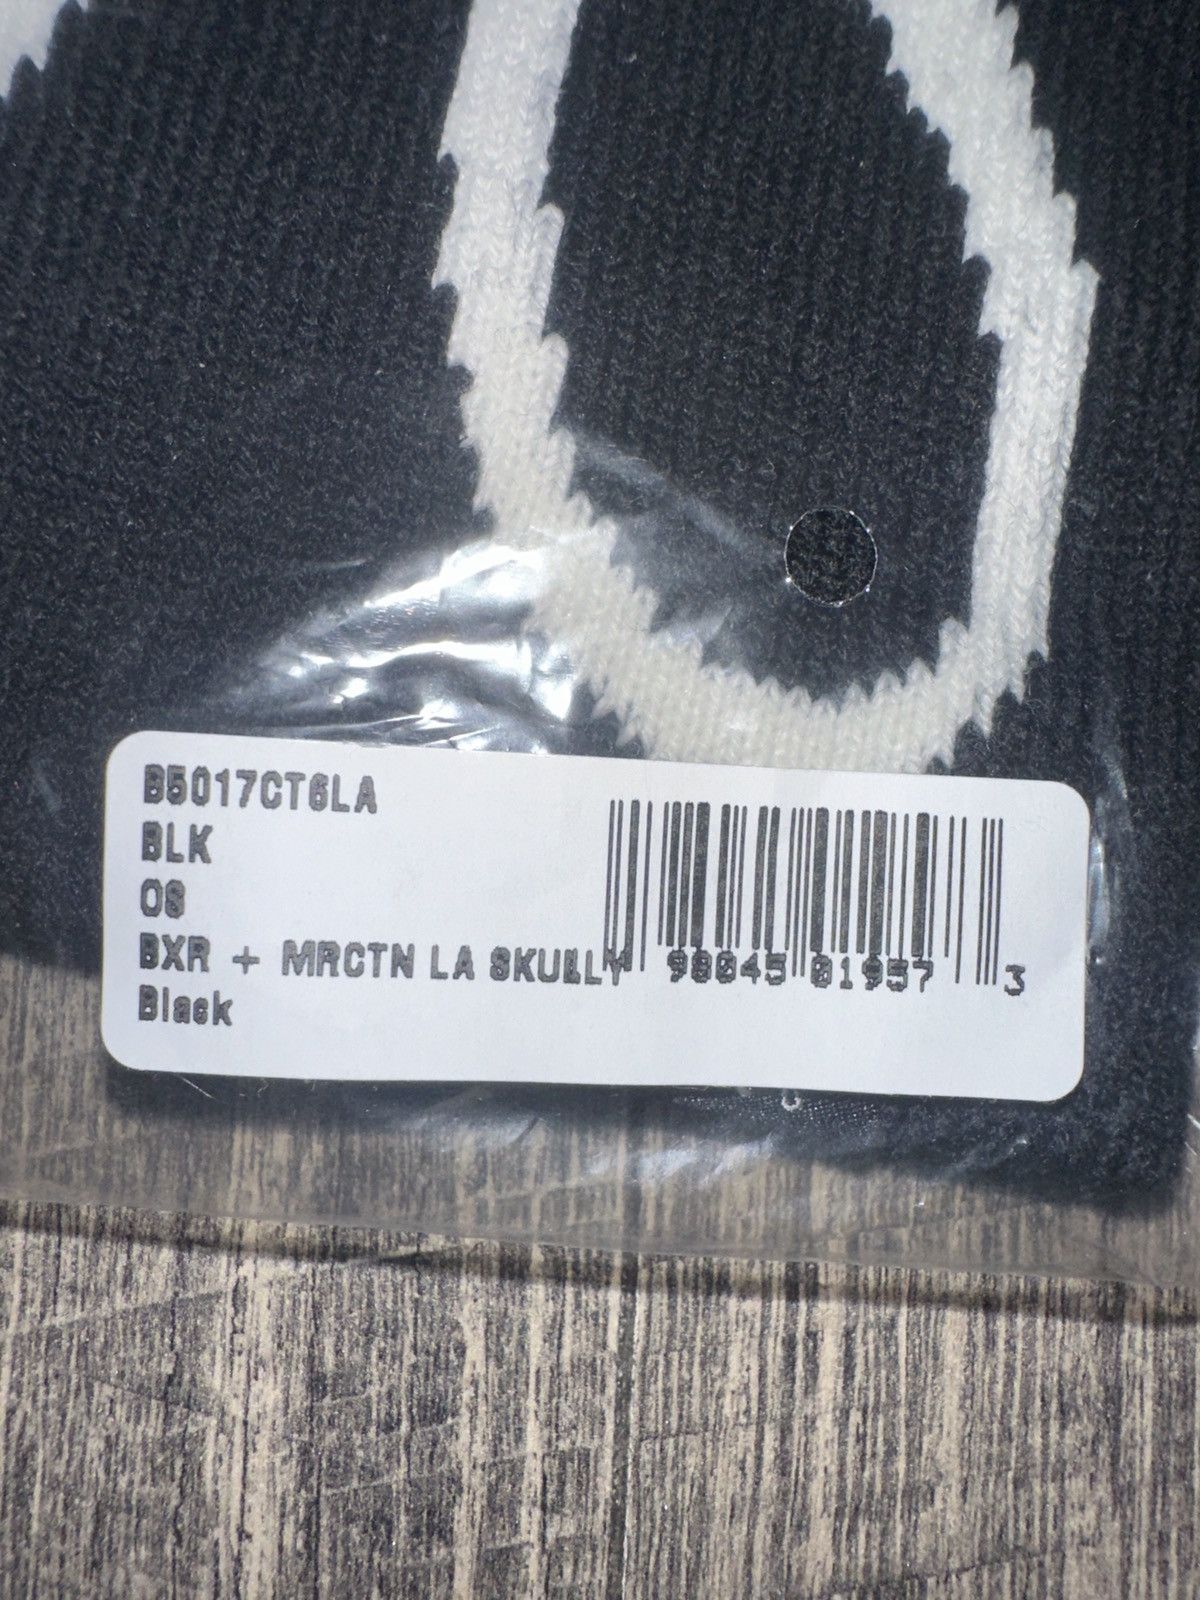 B5017CT6LA
BLK
OS
BXR + MRCTN LA SKULLY
Black
98045 01957 3